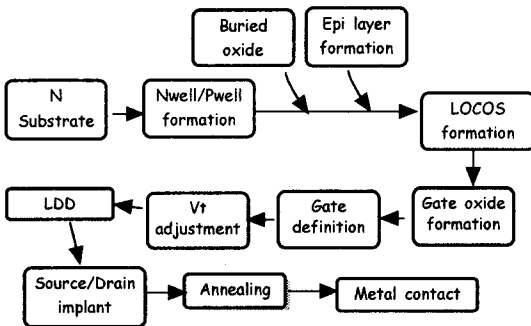 Buried
oxide
Epi layer
formation
N
Substrate
Nwell/Pwell
formation
LOCOS
formation
LDD
Vt
adjustment
Gate
definition
Gate oxide
formation
Source/Drain
implant
Annealing
Metal contact